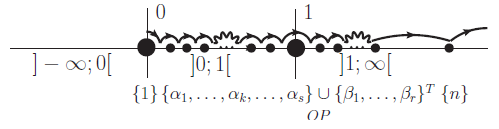 0 1
]−∞;0[ ]0;1[ ]1;∞[
{1}{α₁,…,αₖ,…,αₛ} ∪ {β₁,…,βᵣ}ᵀ {n}
OP